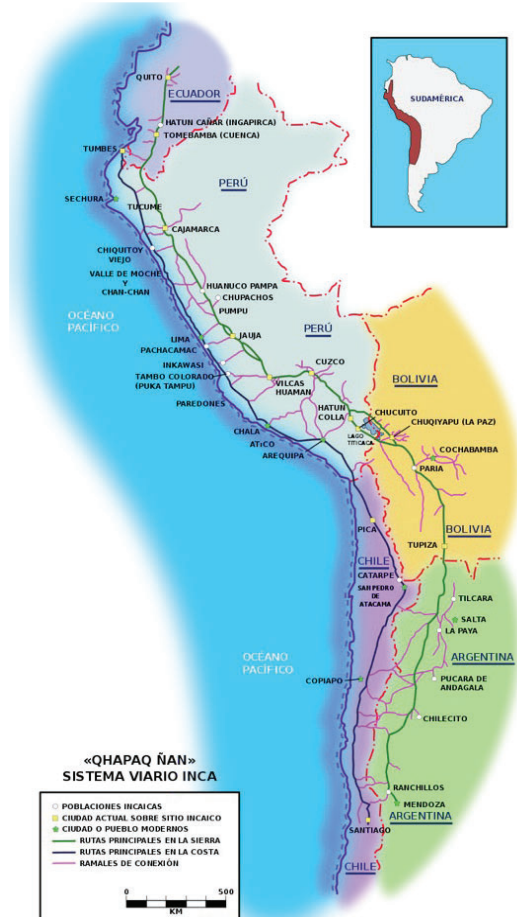 QUITO
ECUADOR
HATUN CAÑAR (INGAPIRCA)
TOMEBAMBA (CUENCA)
TUMBES
SECHURA
TUCUME
PERÚ
CAJAMARCA
CHIQUITOY
VIEJO
VALLE DE MOCHE
Y
CHAN-CHAN
HUANUCO PAMPA
CHUPACHOS
PUMPU
OCÉANO
PACÍFICO
SUDAMÉRICA
LIMA
PACHACAMAC
JAUJA
PERÚ
INKAWASI
TAMBO COLORADO
(PUKA TAMPU)
CUZCO
VILCAS
HUAMAN
PAREDONES
BOLIVIA
HATUN
COLLA
CHUCUITO
CHUQIYAPU (LA PAZ)
LAGO
TITICACA
CHALA
ATICO
AREQUIPA
COCHABAMBA
PARIA
PICA
BOLIVIA
TUPIZA
CHILE
CATARPE
SAN PEDRO
DE
ATACAMA
TILCARA
SALTA
LA PAYA
ARGENTINA
OCÉANO
PACÍFICO
COPIAPO
PUCARA DE
ANDAGALA
CHILECITO
RANCHILLOS
MENDOZA
ARGENTINA
SANTIAGO
CHILE
«QHAPAQ ÑAN»
SISTEMA VIARIO INCA
POBLACIONES INCAICAS
CIUDAD ACTUAL SOBRE SITIO INCAICO
CIUDAD O PUEBLO MODERNOS
RUTAS PRINCIPALES EN LA SIERRA
RUTAS PRINCIPALES EN LA COSTA
RAMALES DE CONEXIÓN
0 500
KM